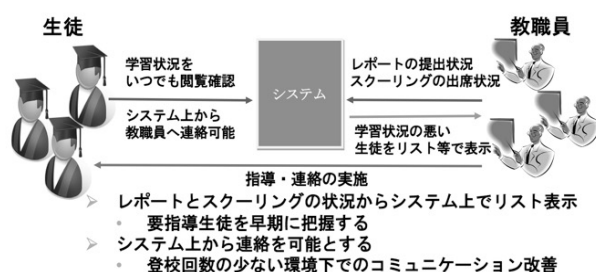 生徒
教職員
学習状況を
いつでも閲覧確認
システム上から
教職員へ連絡可能
システム
レポートの提出状況
スクーリングの出席状況
学習状況の悪い
生徒をリスト等で表示
指導・連絡の実施
➢ レポートとスクーリングの状況からシステム上でリスト表示
• 要指導生徒を早期に把握する
➢ システム上から連絡を可能とする
• 登校回数の少ない環境下でのコミュニケーション改善